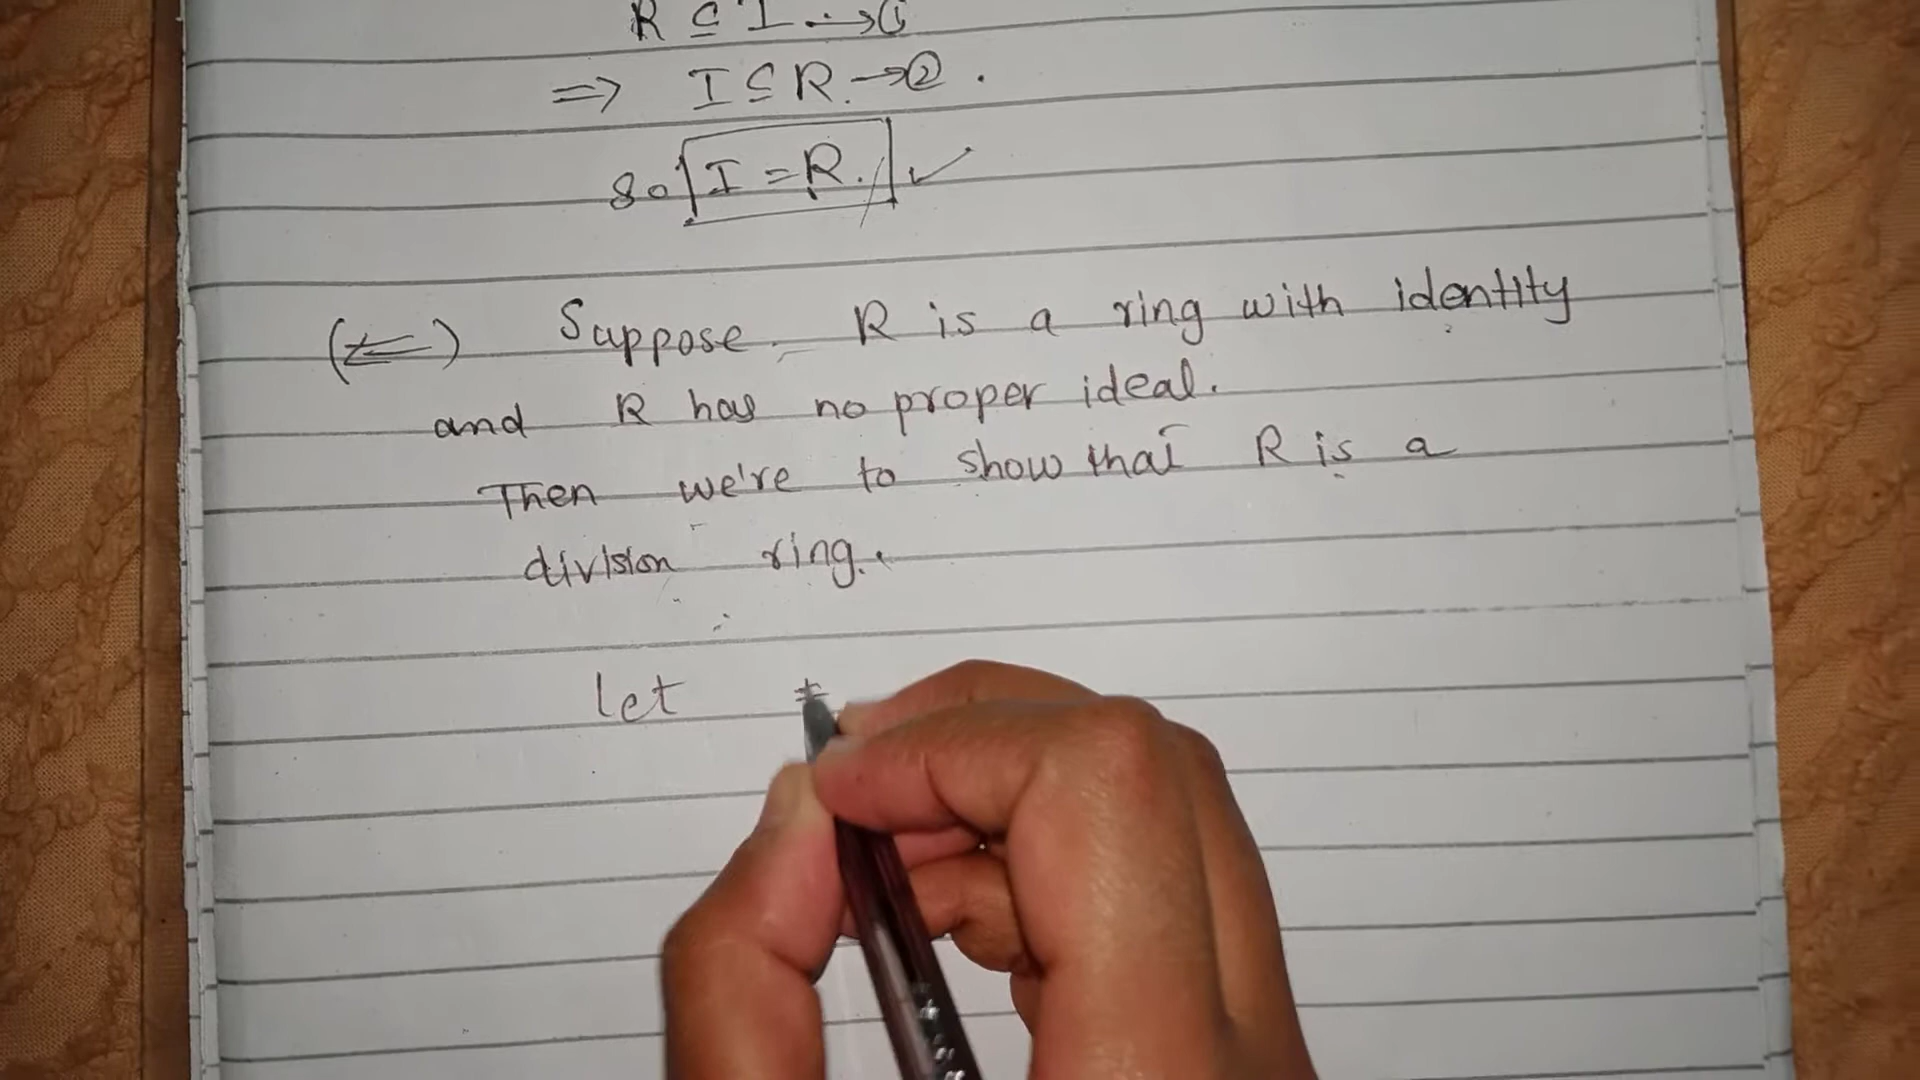 R ⊆ I → ①
⇒ I ⊆ R. → ② .
so I = R. ✓
(⇐) Suppose R is a ring with identity
and R has no proper ideal.
Then we're to show that R is a
division ring.
let